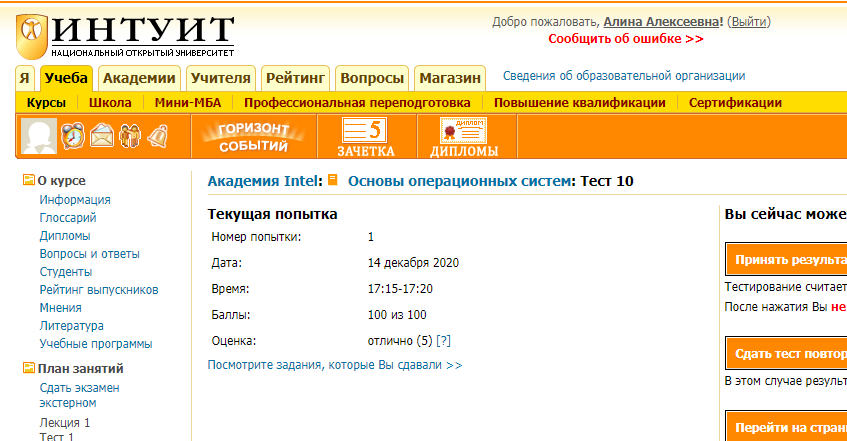 ИНТУИТ
НАЦИОНАЛЬНЫЙ ОТКРЫТЫЙ УНИВЕРСИТЕТ
Добро пожаловать, Алина Алексеевна! (Выйти)
Сообщить об ошибке >>
Я Учеба Академии Учителя Рейтинг Вопросы Магазин Сведения об образовательной организации
Курсы Школа Мини-МБА Профессиональная переподготовка Повышение квалификации Сертификации
ГОРИЗОНТ
СОБЫТИЙ
5
ЗАЧЕТКА
ДИПЛОМ
ДИПЛОМЫ
О курсе
Информация
Глоссарий
Дипломы
Вопросы и ответы
Студенты
Рейтинг выпускников
Мнения
Литература
Учебные программы
План занятий
Сдать экзамен
экстерном
Лекция 1
Тест 1
Академия Intel: Основы операционных систем: Тест 10
Текущая попытка
Номер попытки: 1
Дата: 14 декабря 2020
Время: 17:15-17:20
Баллы: 100 из 100
Оценка: отлично (5) [?]
Посмотрите задания, которые Вы сдавали >>
Вы сейчас може
Принять результа
Тестирование считает
После нажатия Вы не
Сдать тест повтор
В этом случае результ
Перейти на стран